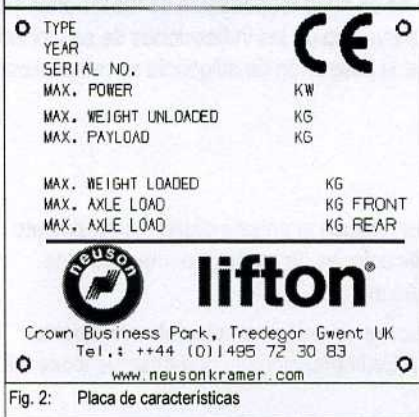 TYPE
YEAR
SERIAL NO.
MAX. POWER KW
MAX. WEIGHT UNLOADED KG
MAX. PAYLOAD KG
MAX. WEIGHT LOADED KG
MAX. AXLE LOAD KG FRONT
MAX. AXLE LOAD KG REAR
CE
neuson
lifton®
Crown Business Park, Tredegar Gwent UK
Tel.: ++44 (0)1495 72 30 83
www.neusonkramer.com
Fig. 2: Placa de características